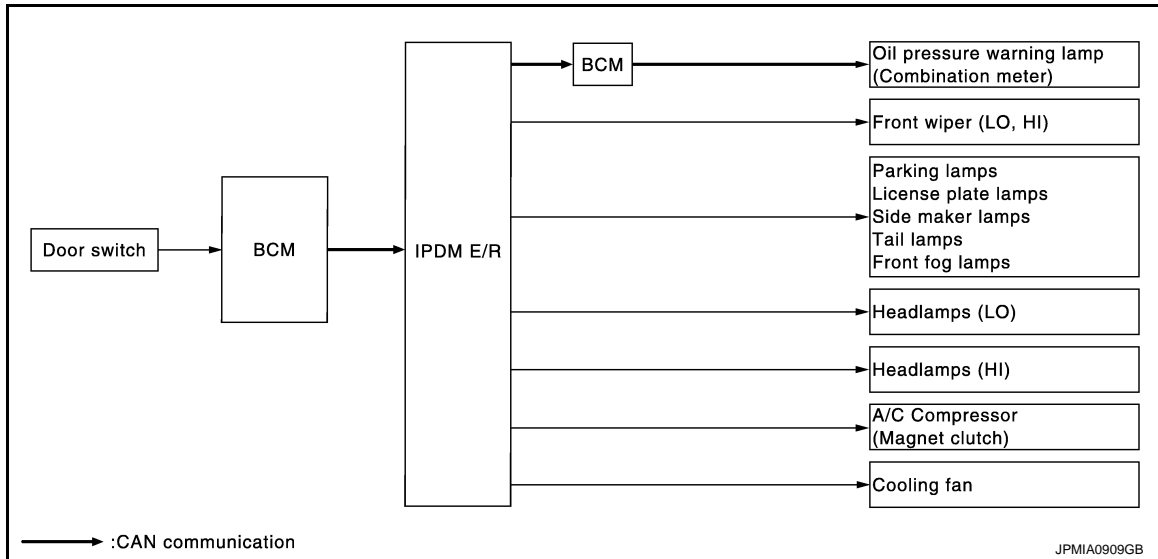 Door switch
BCM
IPDM E/R
BCM
Oil pressure warning lamp
(Combination meter)
Front wiper (LO, HI)
Parking lamps
License plate lamps
Side maker lamps
Tail lamps
Front fog lamps
Headlamps (LO)
Headlamps (HI)
A/C Compressor
(Magnet clutch)
Cooling fan
:CAN communication
JPMIA0909GB